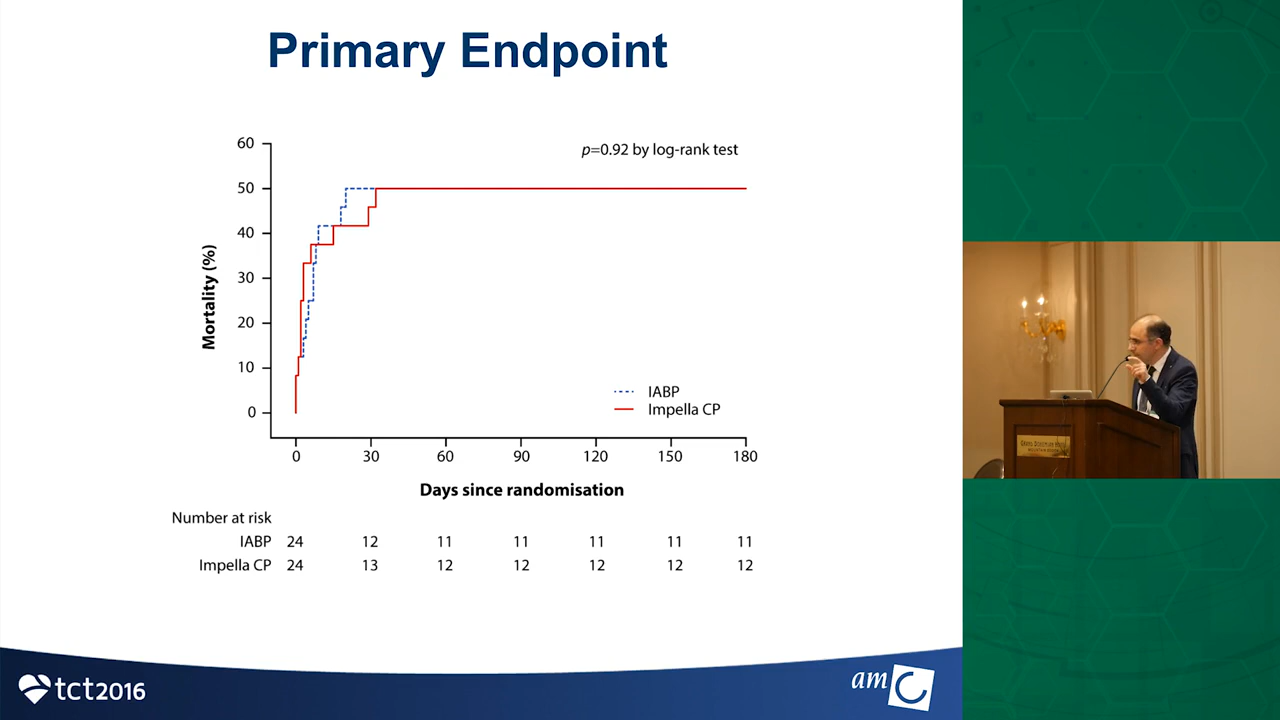 Primary Endpoint
60
50
40
30
20
10
0
Mortality (%)
p=0.92 by log-rank test
IABP
Impella CP
0 30 60 90 120 150 180
Days since randomisation
Number at risk
IABP 24 12 11 11 11 11 11
Impella CP 24 13 12 12 12 12 12
tct2016
amc